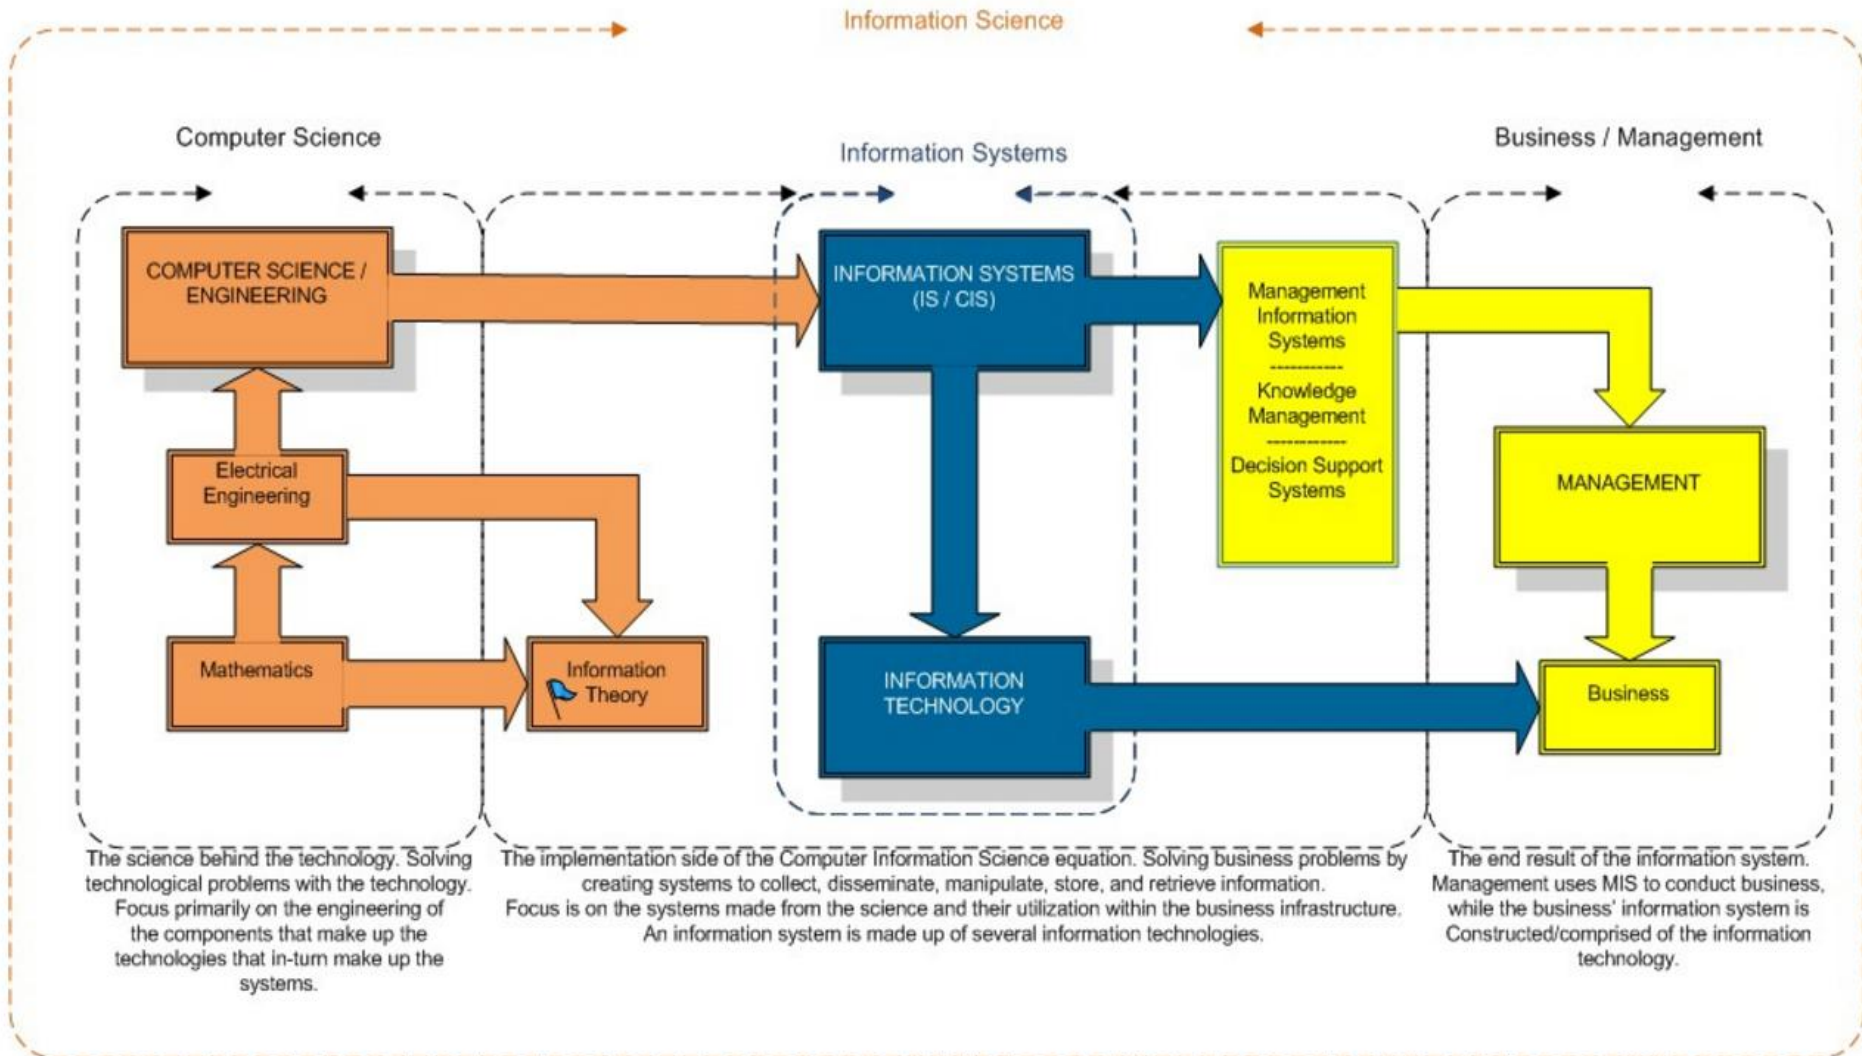 Information Science
Computer Science
Information Systems
Business / Management
COMPUTER SCIENCE /
ENGINEERING
INFORMATION SYSTEMS
(IS / CIS)
Management
Information
Systems
-----------
Knowledge
Management
------------
Decision Support
Systems
Electrical
Engineering
MANAGEMENT
Mathematics
Information
Theory
INFORMATION
TECHNOLOGY
Business
The science behind the technology. Solving
technological problems with the technology.
Focus primarily on the engineering of
the components that make up the
technologies that in-turn make up the
systems.
The implementation side of the Computer Information Science equation. Solving business problems by
creating systems to collect, disseminate, manipulate, store, and retrieve information.
Focus is on the systems made from the science and their utilization within the business infrastructure.
An information system is made up of several information technologies.
The end result of the information system.
Management uses MIS to conduct business,
while the business' information system is
Constructed/comprised of the information
technology.